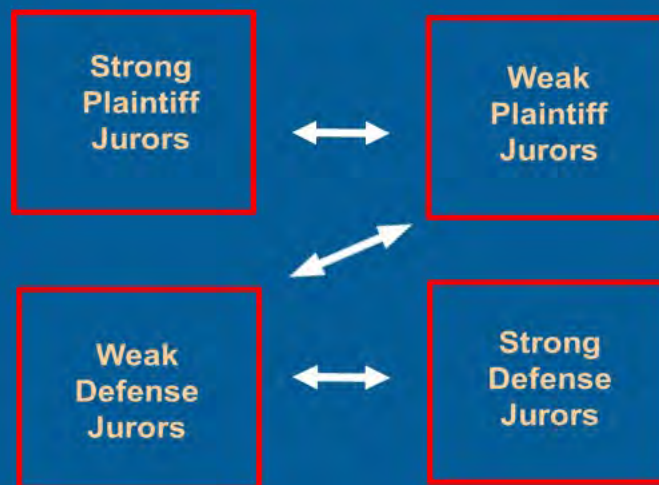 Strong
Plaintiff
Jurors
Weak
Plaintiff
Jurors
Weak
Defense
Jurors
Strong
Defense
Jurors